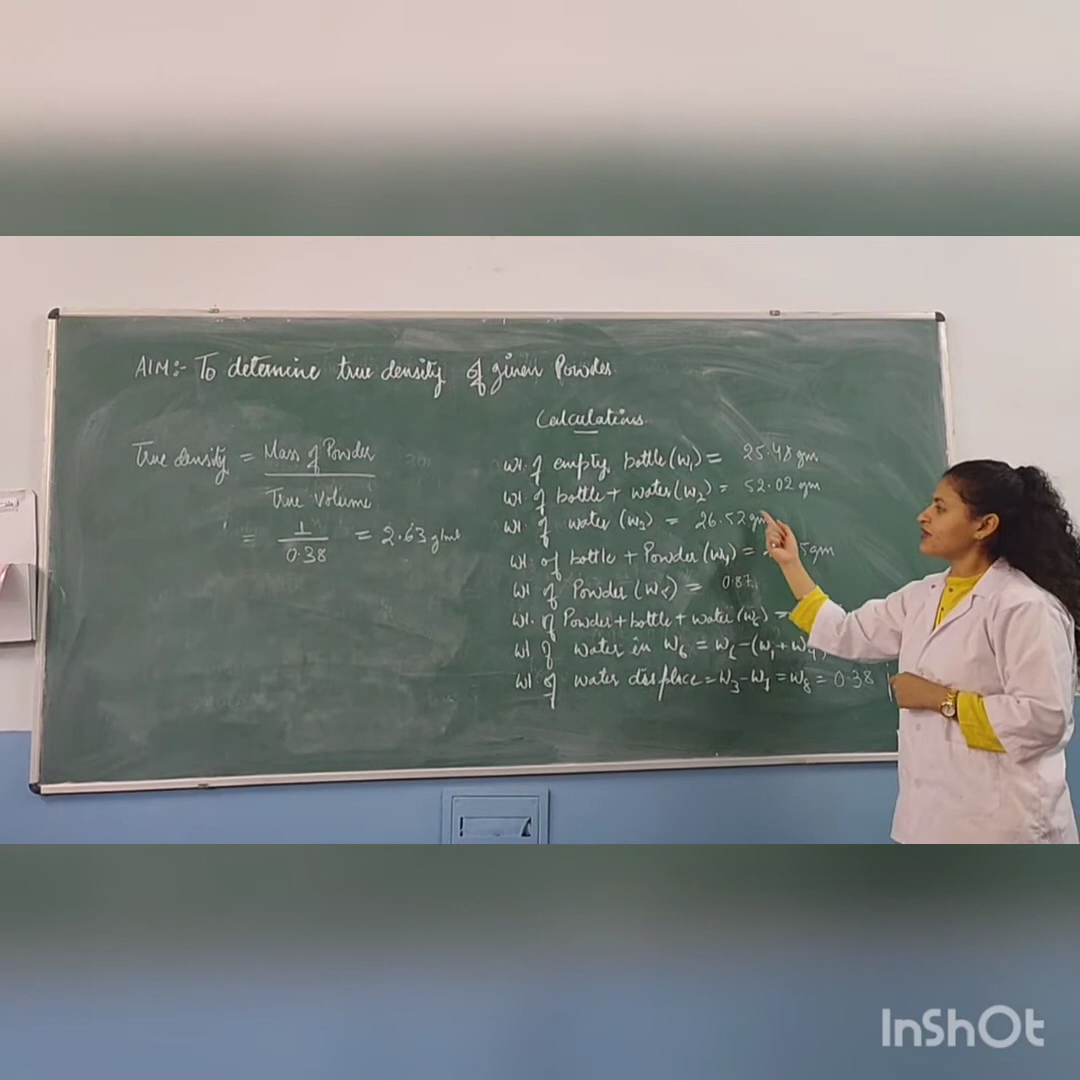 AIM:- To determine true density of given Powder
True density = Mass of Powder
True Volume
= 1
0.38
= 2.63 g/ml
Calculations
wt. of empty bottle (w1) = 25.48 gm
wt of bottle + water (w2) = 52.02 gm
wt of water (w3) = 26.52 gm
wt. of bottle + Powder (w4) = 5 gm
wt of Powder (w5) = 0.87
wt. of Powder + bottle + water (w6) =
wt of water in w6 = w6 - (w1 + w4)
wt of water displace = w3 - w7 = w8 = 0.38
InShOt